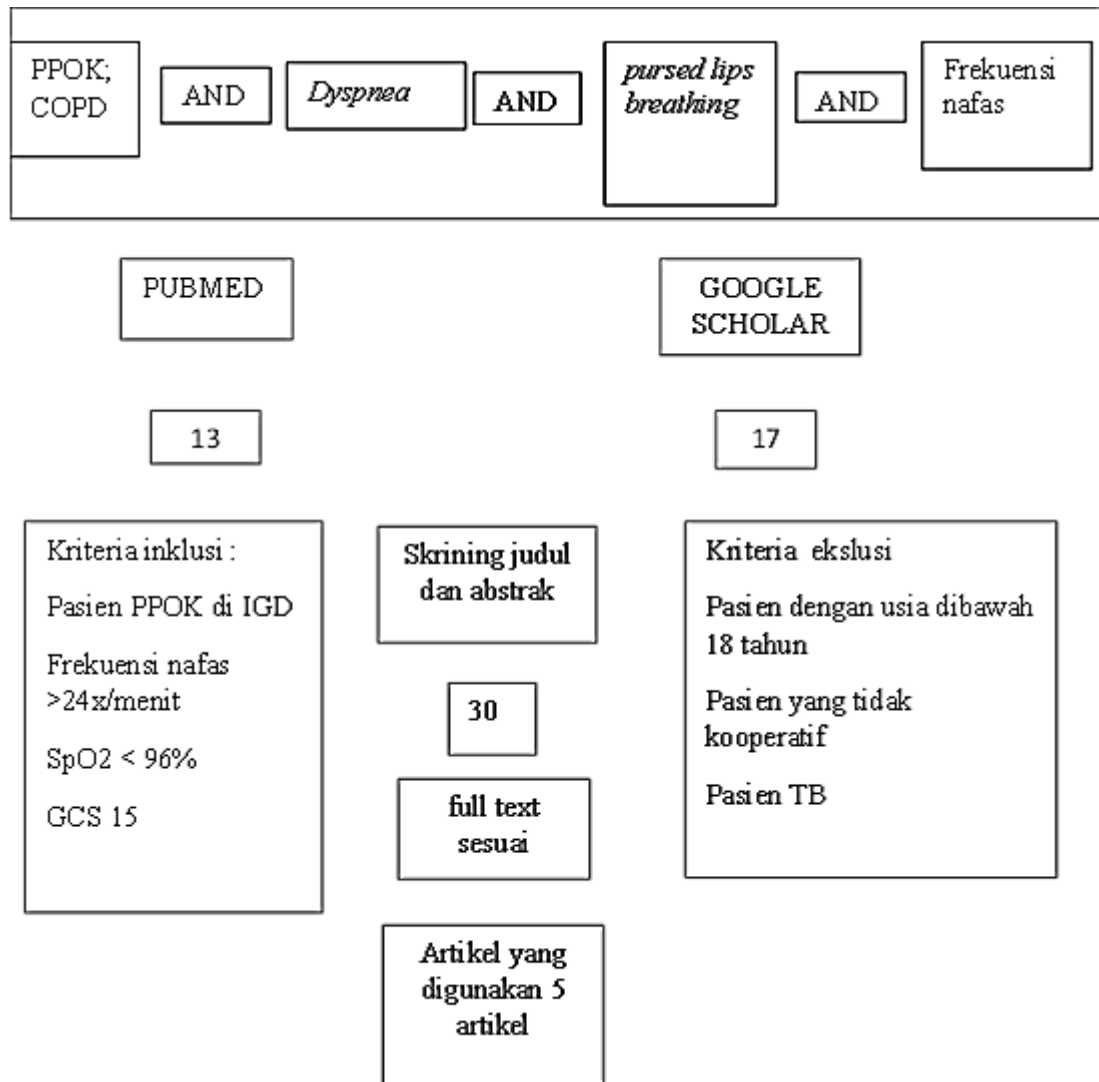 PPOK;
COPD
AND
Dyspnea
AND
pursed lips
breathing
AND
Frekuensi
nafas
PUBMED
GOOGLE
SCHOLAR
13
17
Kriteria inklusi :
Pasien PPOK di IGD
Frekuensi nafas
>24x/menit
SpO2 < 96%
GCS 15
Skrining judul
dan abstrak
30
full text
sesuai
Artikel yang
digunakan 5
artikel
Kriteria ekslusi
Pasien dengan usia dibawah
18 tahun
Pasien yang tidak
kooperatif
Pasien TB